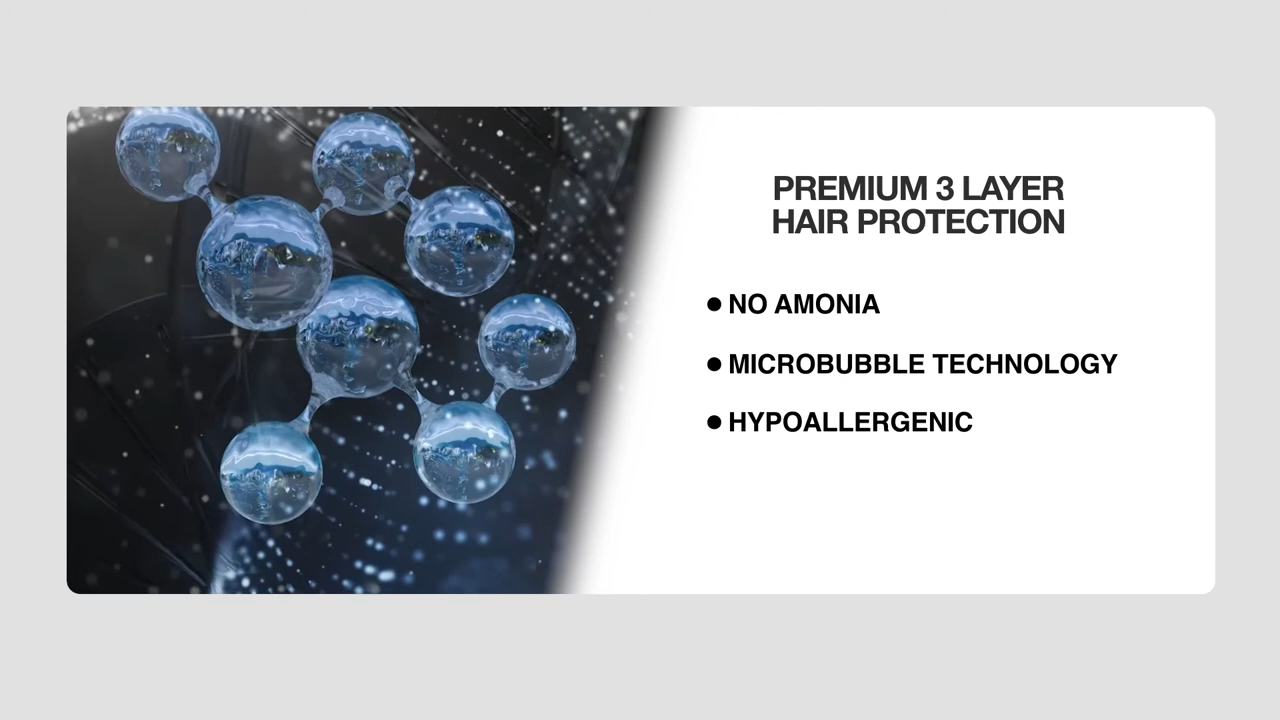 PREMIUM 3 LAYER
HAIR PROTECTION
● NO AMONIA
● MICROBUBBLE TECHNOLOGY
● HYPOALLERGENIC